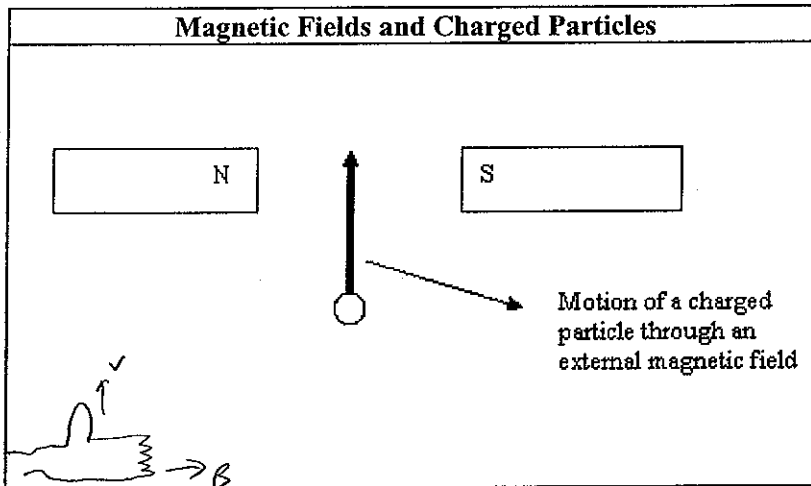 Magnetic Fields and Charged Particles
N
S
Motion of a charged
particle through an
external magnetic field
v
B